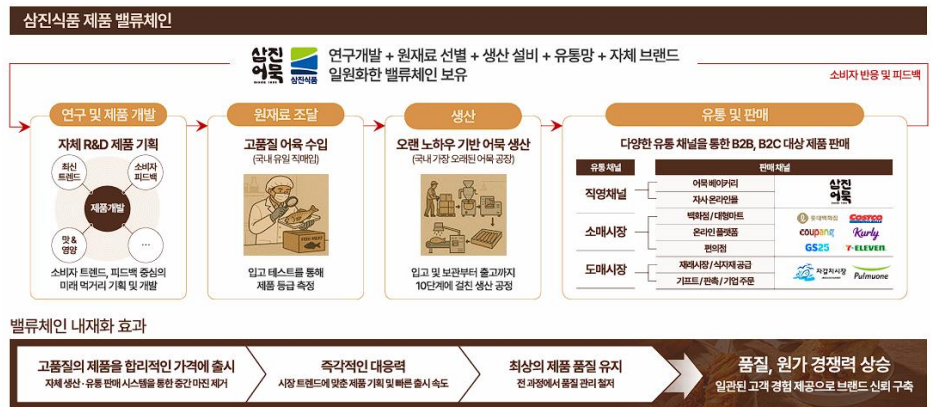 삼진식품 제품 밸류체인
삼진어묵
SINCE 1953
삼진식품
연구개발 + 원재료 선별 + 생산 설비 + 유통망 + 자체 브랜드
일원화한 밸류체인 보유
소비자 반응 및 피드백
연구 및 제품 개발
자체 R&D 제품 기획
최신
트렌드
소비자
피드백
제품개발
맛 &
영양
...
소비자 트렌드, 피드백 중심의
미래 먹거리 기획 및 개발
원재료 조달
고품질 어육 수입
(국내 유일 직매입)
FISH MEAT
입고 테스트를 통해
제품 등급 측정
생산
오랜 노하우 기반 어묵 생산
(국내 가장 오래된 어묵 공장)
입고 및 보관부터 출고까지
10단계에 걸친 생산 공정
유통 및 판매
다양한 유통 채널을 통한 B2B, B2C 대상 제품 판매
유통 채널
판매 채널
직영채널
어묵 베이커리
자사 온라인몰
삼진어묵
소매시장
백화점 / 대형마트
롯데백화점
COSTCO
WHOLESALE
온라인 플랫폼
coupang
Kurly
편의점
GS25
7-ELEVEN
도매시장
재래시장 / 식자재 공급
기프트 / 판촉 / 기업 주문
자갈치시장
Pulmuone
밸류체인 내재화 효과
고품질의 제품을 합리적인 가격에 출시
자체 생산·유통 판매 시스템을 통한 중간 마진 제거
즉각적인 대응력
시장 트렌드에 맞춘 제품 기획 및 빠른 출시 속도
최상의 제품 품질 유지
전 과정에서 품질 관리 철저
품질, 원가 경쟁력 상승
일관된 고객 경험 제공으로 브랜드 신뢰 구축